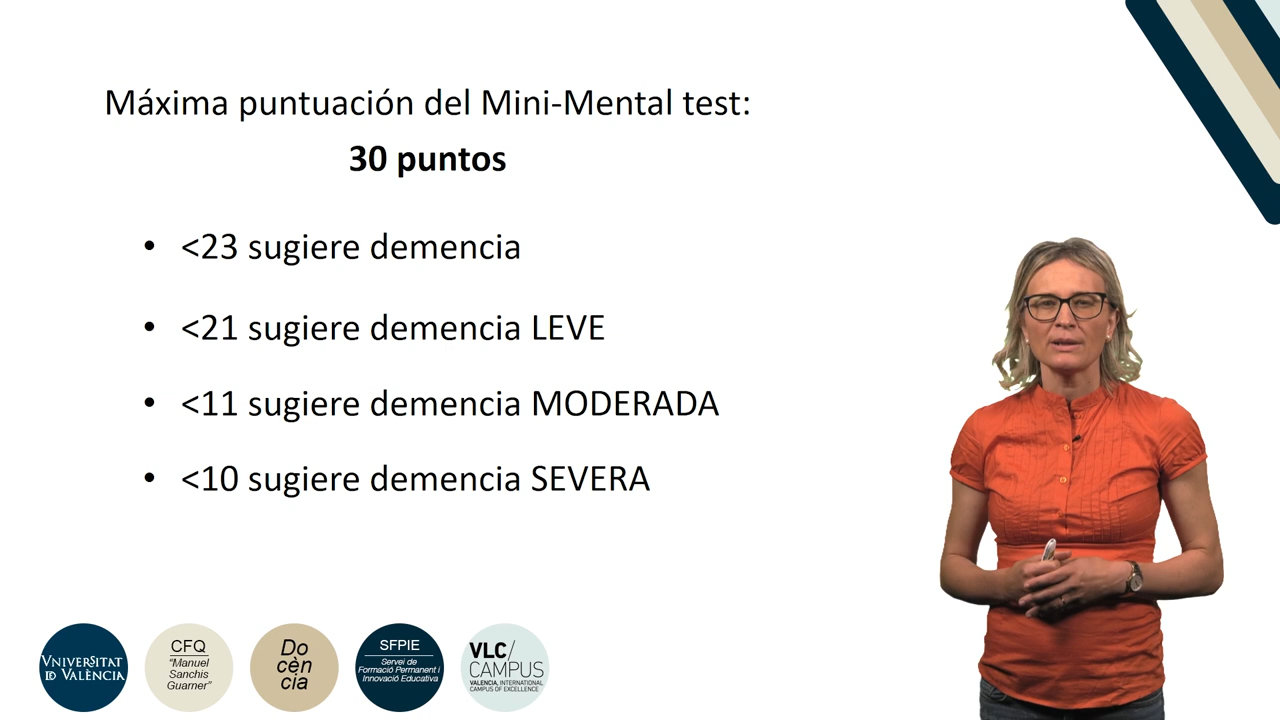 Máxima puntuación del Mini-Mental test:
30 puntos
• <23 sugiere demencia
• <21 sugiere demencia LEVE
• <11 sugiere demencia MODERADA
• <10 sugiere demencia SEVERA
VNIVERSITAT
ID VALÈNCIA
CFQ
"Manuel
Sanchis
Guarner"
Do
cèn
cia
SFPIE
Servei de
Formació Permanent i
Innovació Educativa
VLC/
CAMPUS
VALENCIA, INTERNATIONAL
CAMPUS OF EXCELLENCE